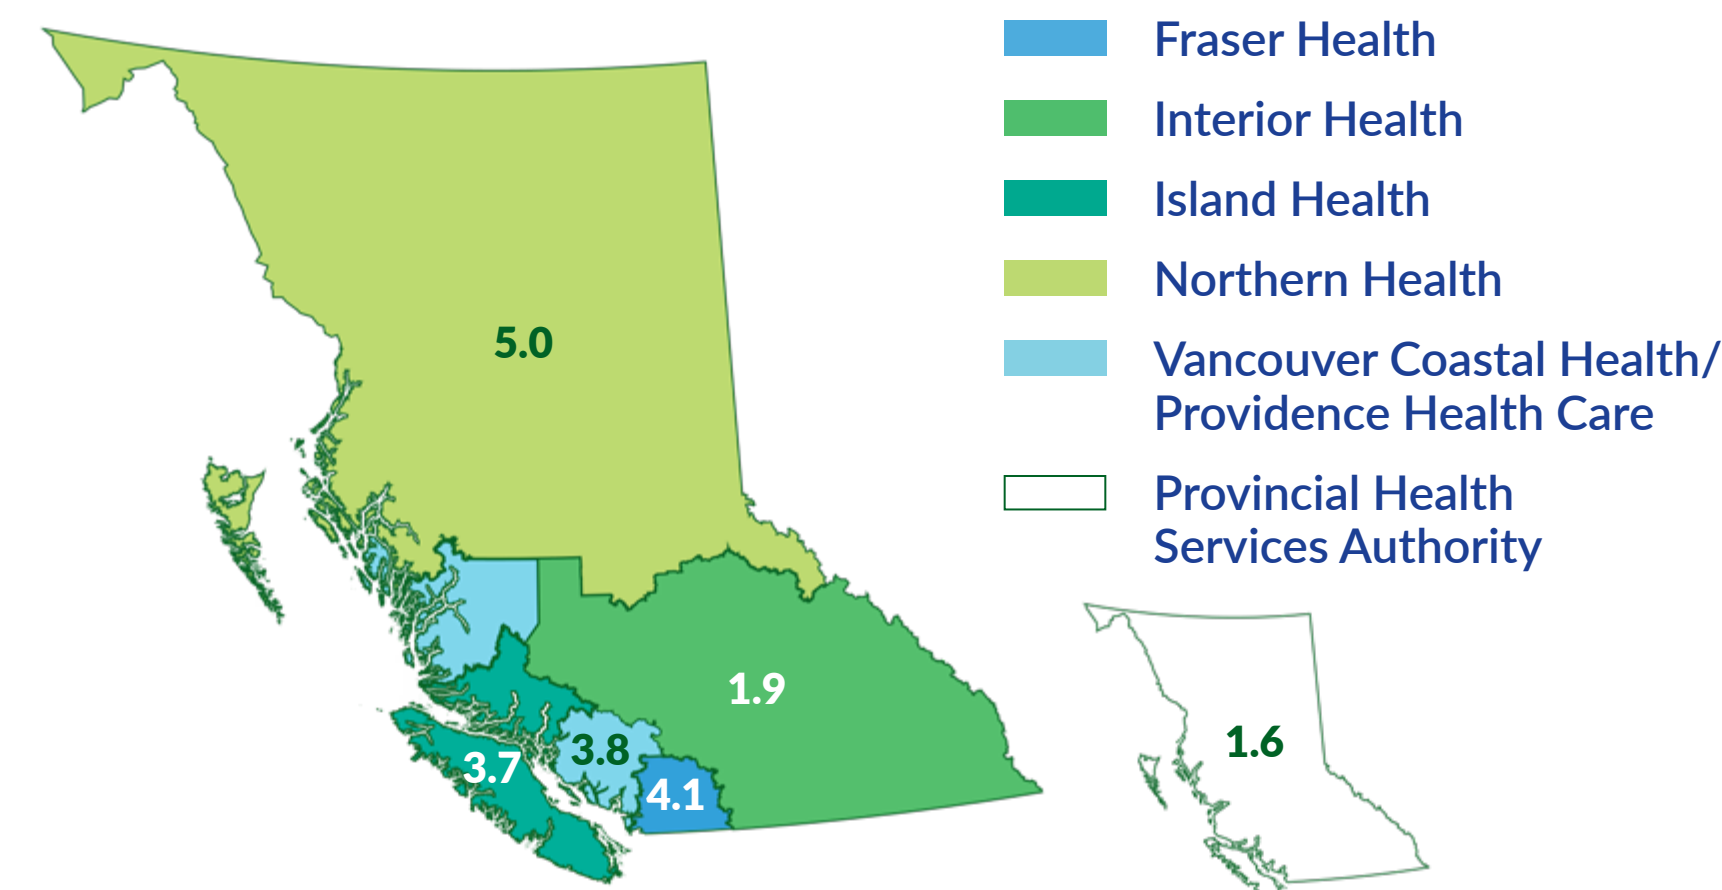 Fraser Health
Interior Health
Island Health
Northern Health
Vancouver Coastal Health/
Providence Health Care
Provincial Health
Services Authority
5.0
1.9
3.7
3.8
4.1
1.6